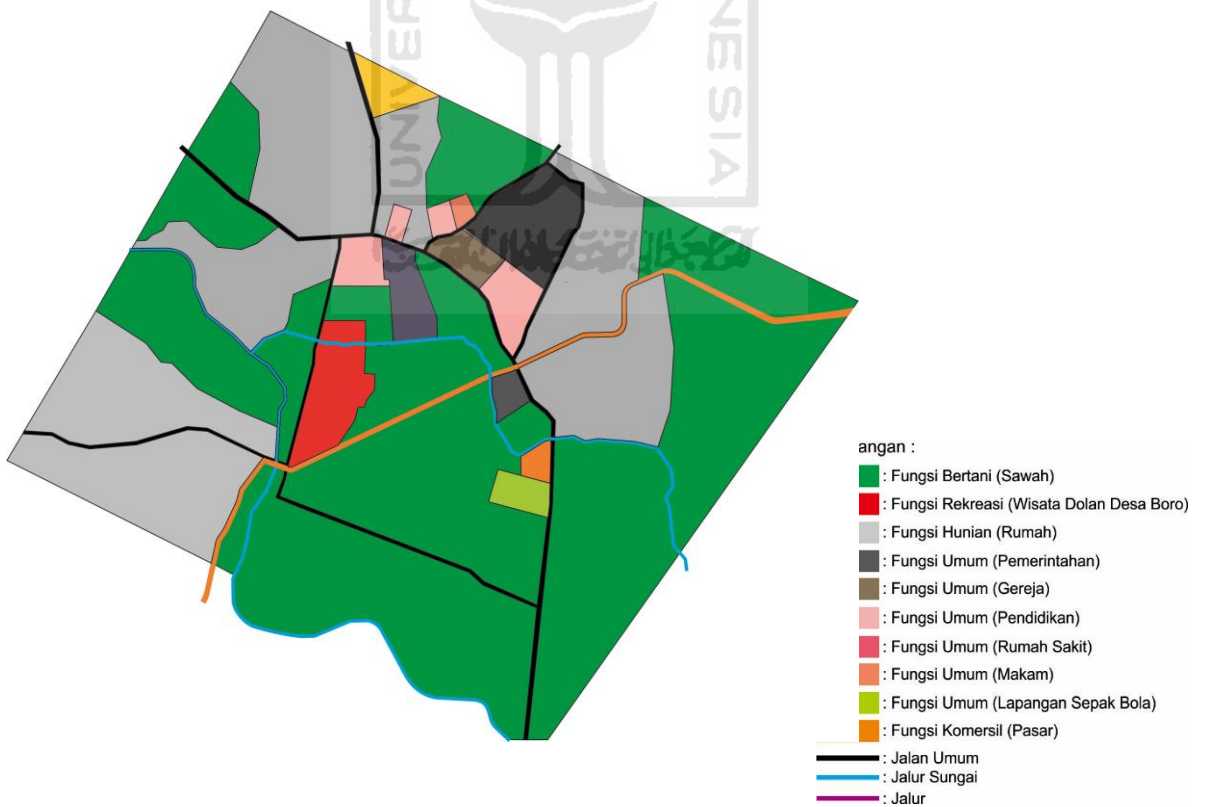 angan :
: Fungsi Bertani (Sawah)
: Fungsi Rekreasi (Wisata Dolan Desa Boro)
: Fungsi Hunian (Rumah)
: Fungsi Umum (Pemerintahan)
: Fungsi Umum (Gereja)
: Fungsi Umum (Pendidikan)
: Fungsi Umum (Rumah Sakit)
: Fungsi Umum (Makam)
: Fungsi Umum (Lapangan Sepak Bola)
: Fungsi Komersil (Pasar)
: Jalan Umum
: Jalur Sungai
: Jalur